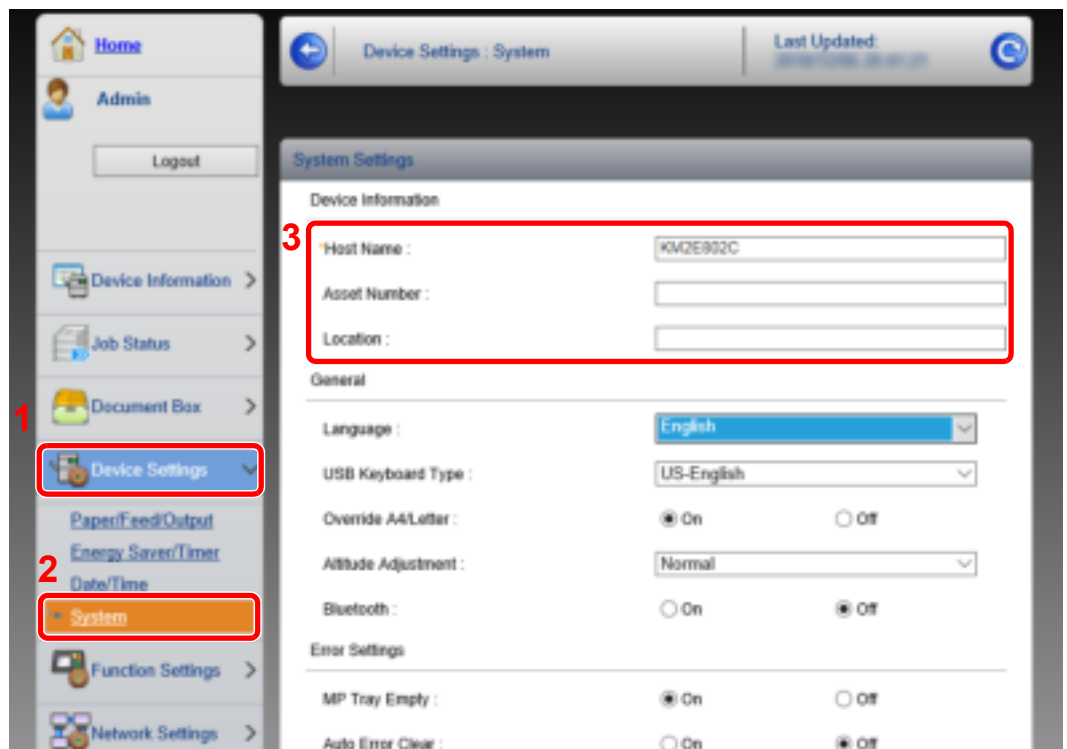 Home
Admin
Logout
Device Information
Job Status
1
Document Box
Device Settings
Paper/Feed/Output
Energy Saver/Timer
2
Date/Time
System
Function Settings
Network Settings
Device Settings : System
Last Updated:
System Settings
Device Information
3
*Host Name : KM2E802C
Asset Number :
Location :
General
Language : English
USB Keyboard Type : US-English
Override A4/Letter : On Off
Altitude Adjustment : Normal
Bluetooth : On Off
Error Settings
MP Tray Empty : On Off
Auto Error Clear : On Off